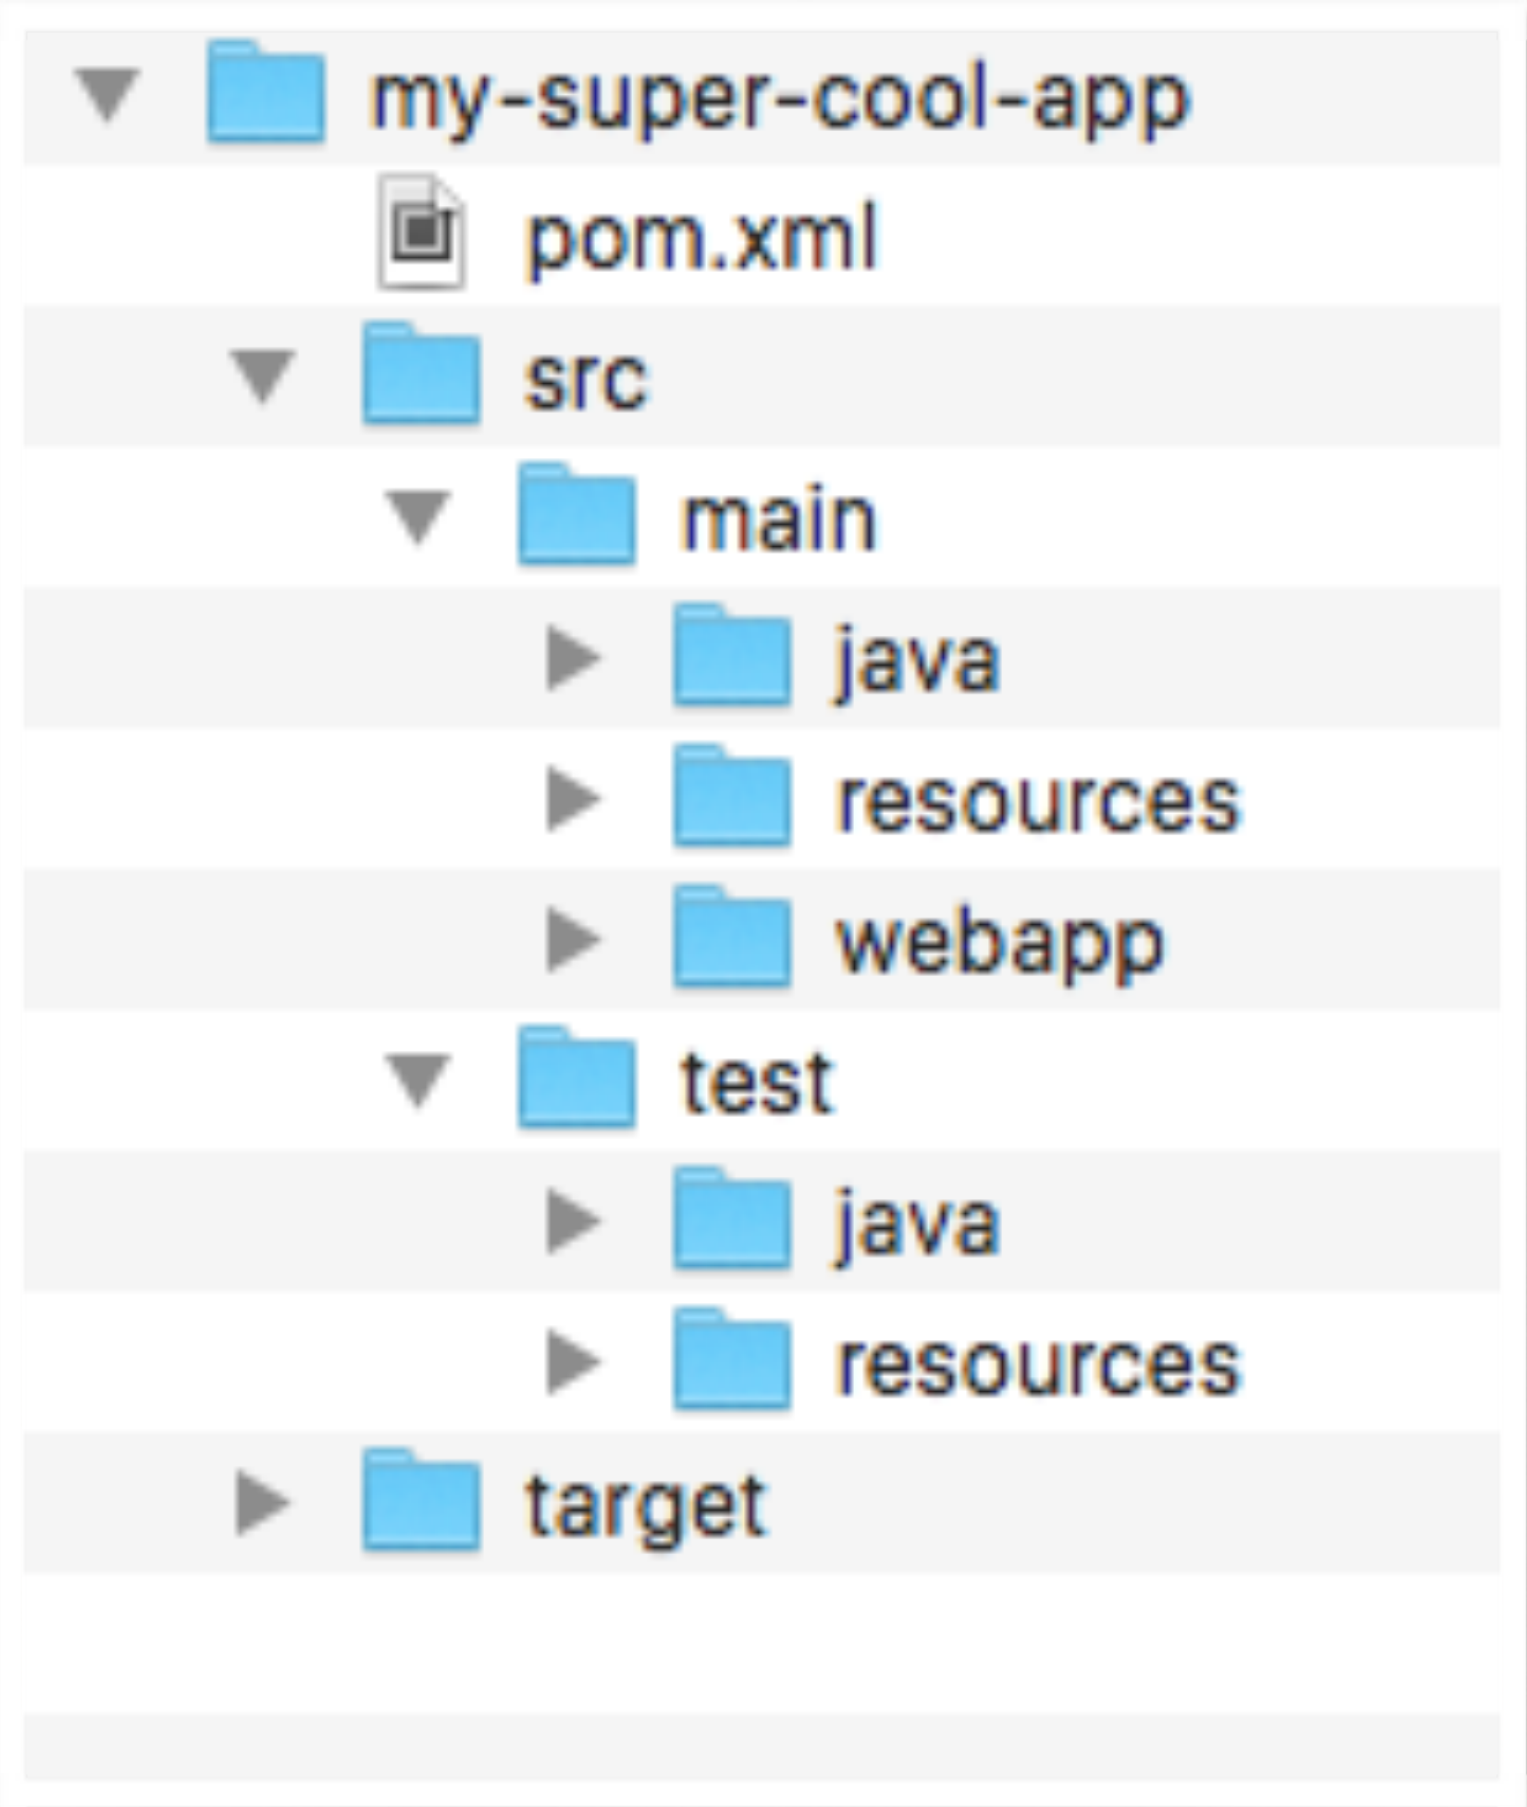 my-super-cool-app
pom.xml
src
main
java
resources
webapp
test
java
resources
target